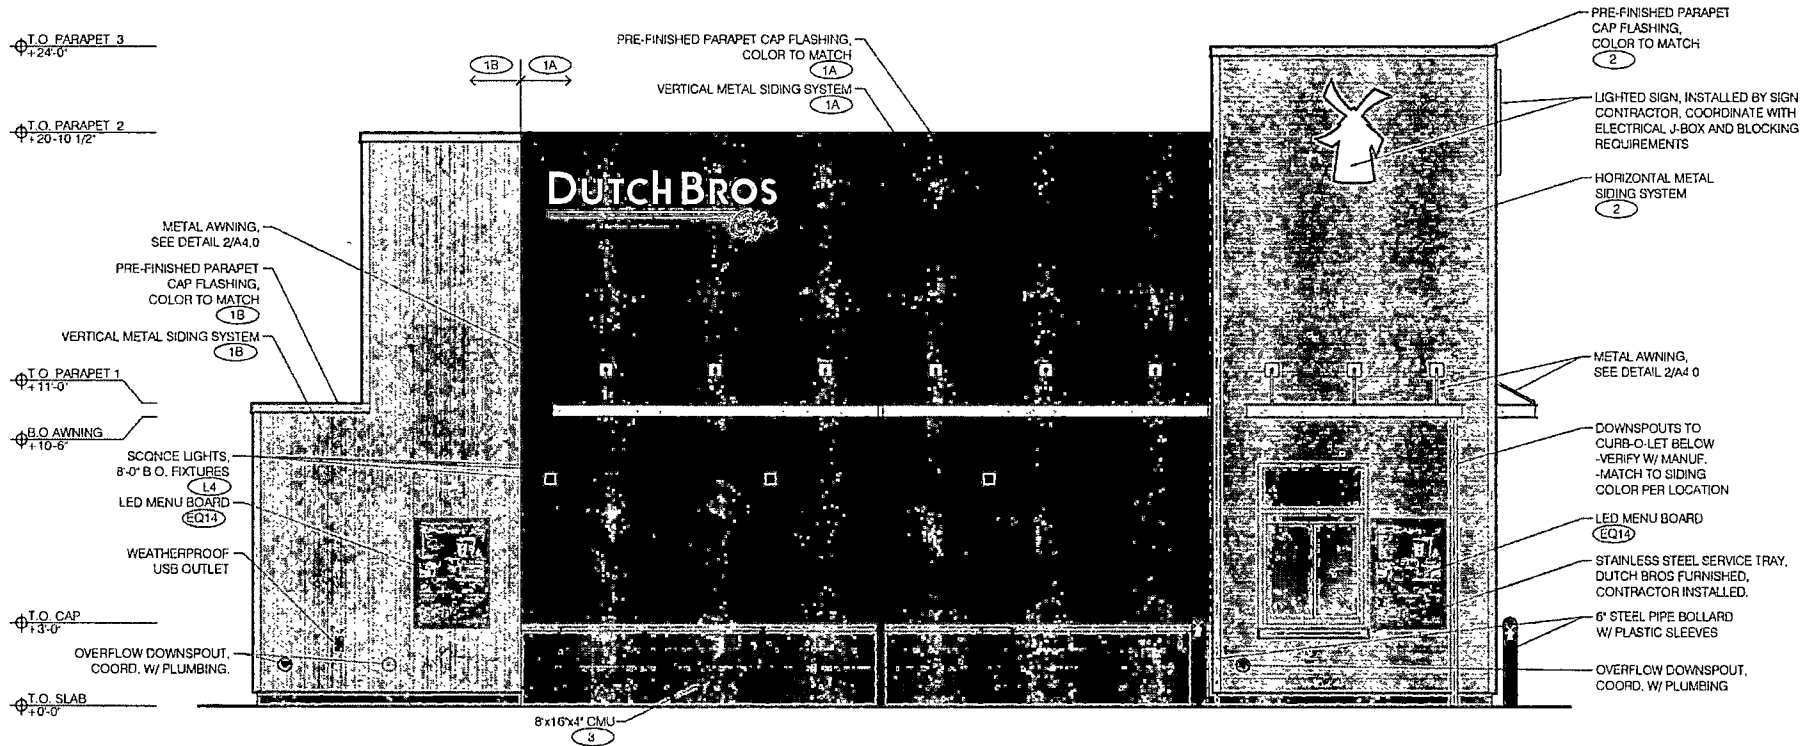 T.O. PARAPET 3
+24'-0"
T.O. PARAPET 2
+20'-10 1/2"
METAL AWNING,
SEE DETAIL 2/A4.0
PRE-FINISHED PARAPET
CAP FLASHING,
COLOR TO MATCH
1B
VERTICAL METAL SIDING SYSTEM
1B
T.O. PARAPET 1
+11'-0"
B.O AWNING
+10'-6"
SCONCE LIGHTS,
8'-0" B.O. FIXTURES
L4
LED MENU BOARD
EQ14
WEATHERPROOF
USB OUTLET
T.O. CAP
+3'-0"
OVERFLOW DOWNSPOUT,
COORD. W/ PLUMBING.
T.O. SLAB
+0'-0"
1B
1A
PRE-FINISHED PARAPET CAP FLASHING,
COLOR TO MATCH
1A
VERTICAL METAL SIDING SYSTEM
1A
DUTCH BROS
8"x16"x4" CMU
3
PRE-FINISHED PARAPET
CAP FLASHING,
COLOR TO MATCH
2
LIGHTED SIGN, INSTALLED BY SIGN
CONTRACTOR, COORDINATE WITH
ELECTRICAL J-BOX AND BLOCKING
REQUIREMENTS
HORIZONTAL METAL
SIDING SYSTEM
2
METAL AWNING,
SEE DETAIL 2/A4.0
DOWNSPOUTS TO
CURB-O-LET BELOW
-VERIFY W/ MANUF.
-MATCH TO SIDING
COLOR PER LOCATION
LED MENU BOARD
EQ14
STAINLESS STEEL SERVICE TRAY,
DUTCH BROS FURNISHED,
CONTRACTOR INSTALLED.
6" STEEL PIPE BOLLARD
W/ PLASTIC SLEEVES
OVERFLOW DOWNSPOUT,
COORD. W/ PLUMBING